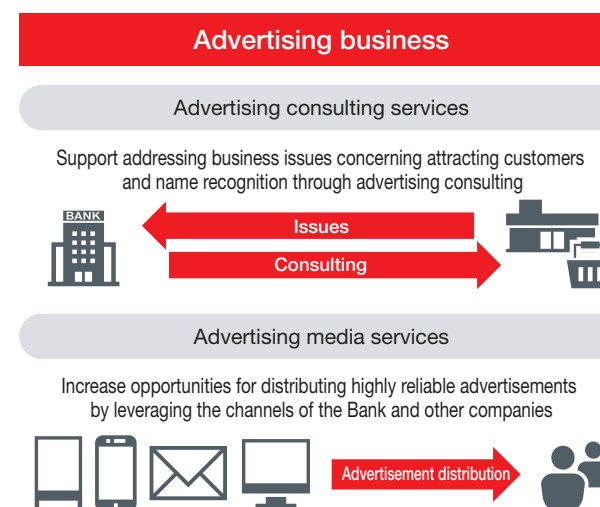 Advertising business
Advertising consulting services
Support addressing business issues concerning attracting customers
and name recognition through advertising consulting
BANK
Issues
Consulting
Advertising media services
Increase opportunities for distributing highly reliable advertisements
by leveraging the channels of the Bank and other companies
Advertisement distribution